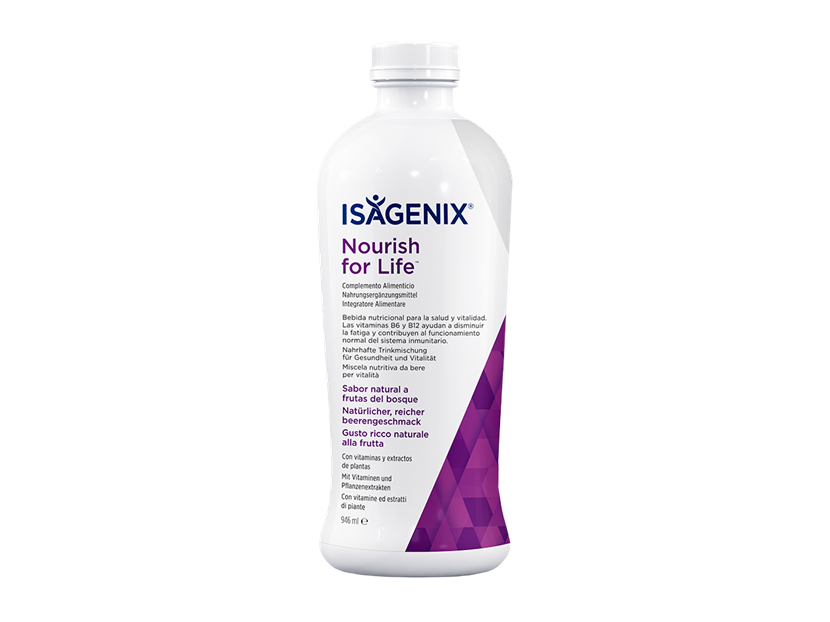 ISAGENIX®
Nourish
for Life™
Complemento Alimenticio
Nahrungsergänzungsmittel
Integratore Alimentare
Bebida nutricional para la salud y vitalidad.
Las vitaminas B6 y B12 ayudan a disminuir
la fatiga y contribuyen al funcionamiento
normal del sistema inmunitario.
Nahrhafte Trinkmischung
für Gesundheit und Vitalität
Miscela nutritiva da bere
per vitalità
Sabor natural a
frutas del bosque
Natürlicher, reicher
beerengeschmack
Gusto ricco naturale
alla frutta
Con vitaminas y extractos
de plantas
Mit Vitaminen und
Pflanzenextrakten
Con vitamine ed estratti
di piante
946 ml ℮